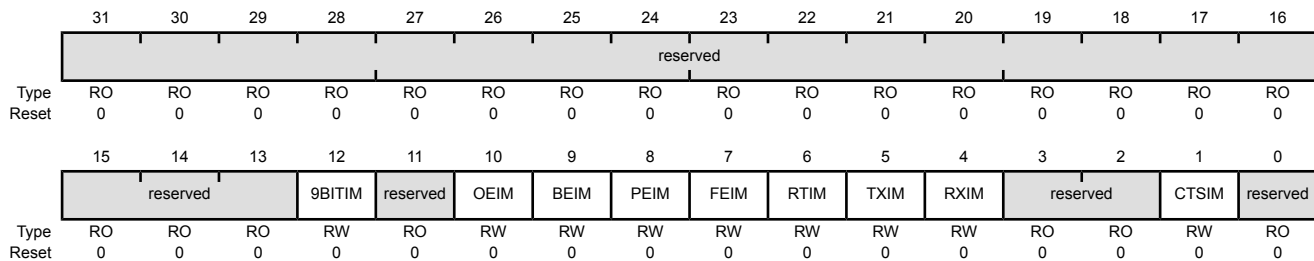 31 30 29 28 27 26 25 24 23 22 21 20 19 18 17 16
reserved
Type RO RO RO RO RO RO RO RO RO RO RO RO RO RO RO RO
Reset 0 0 0 0 0 0 0 0 0 0 0 0 0 0 0 0
15 14 13 12 11 10 9 8 7 6 5 4 3 2 1 0
reserved 9BITIM reserved OEIM BEIM PEIM FEIM RTIM TXIM RXIM reserved CTSIM reserved
Type RO RO RO RW RO RW RW RW RW RW RW RW RO RO RW RO
Reset 0 0 0 0 0 0 0 0 0 0 0 0 0 0 0 0